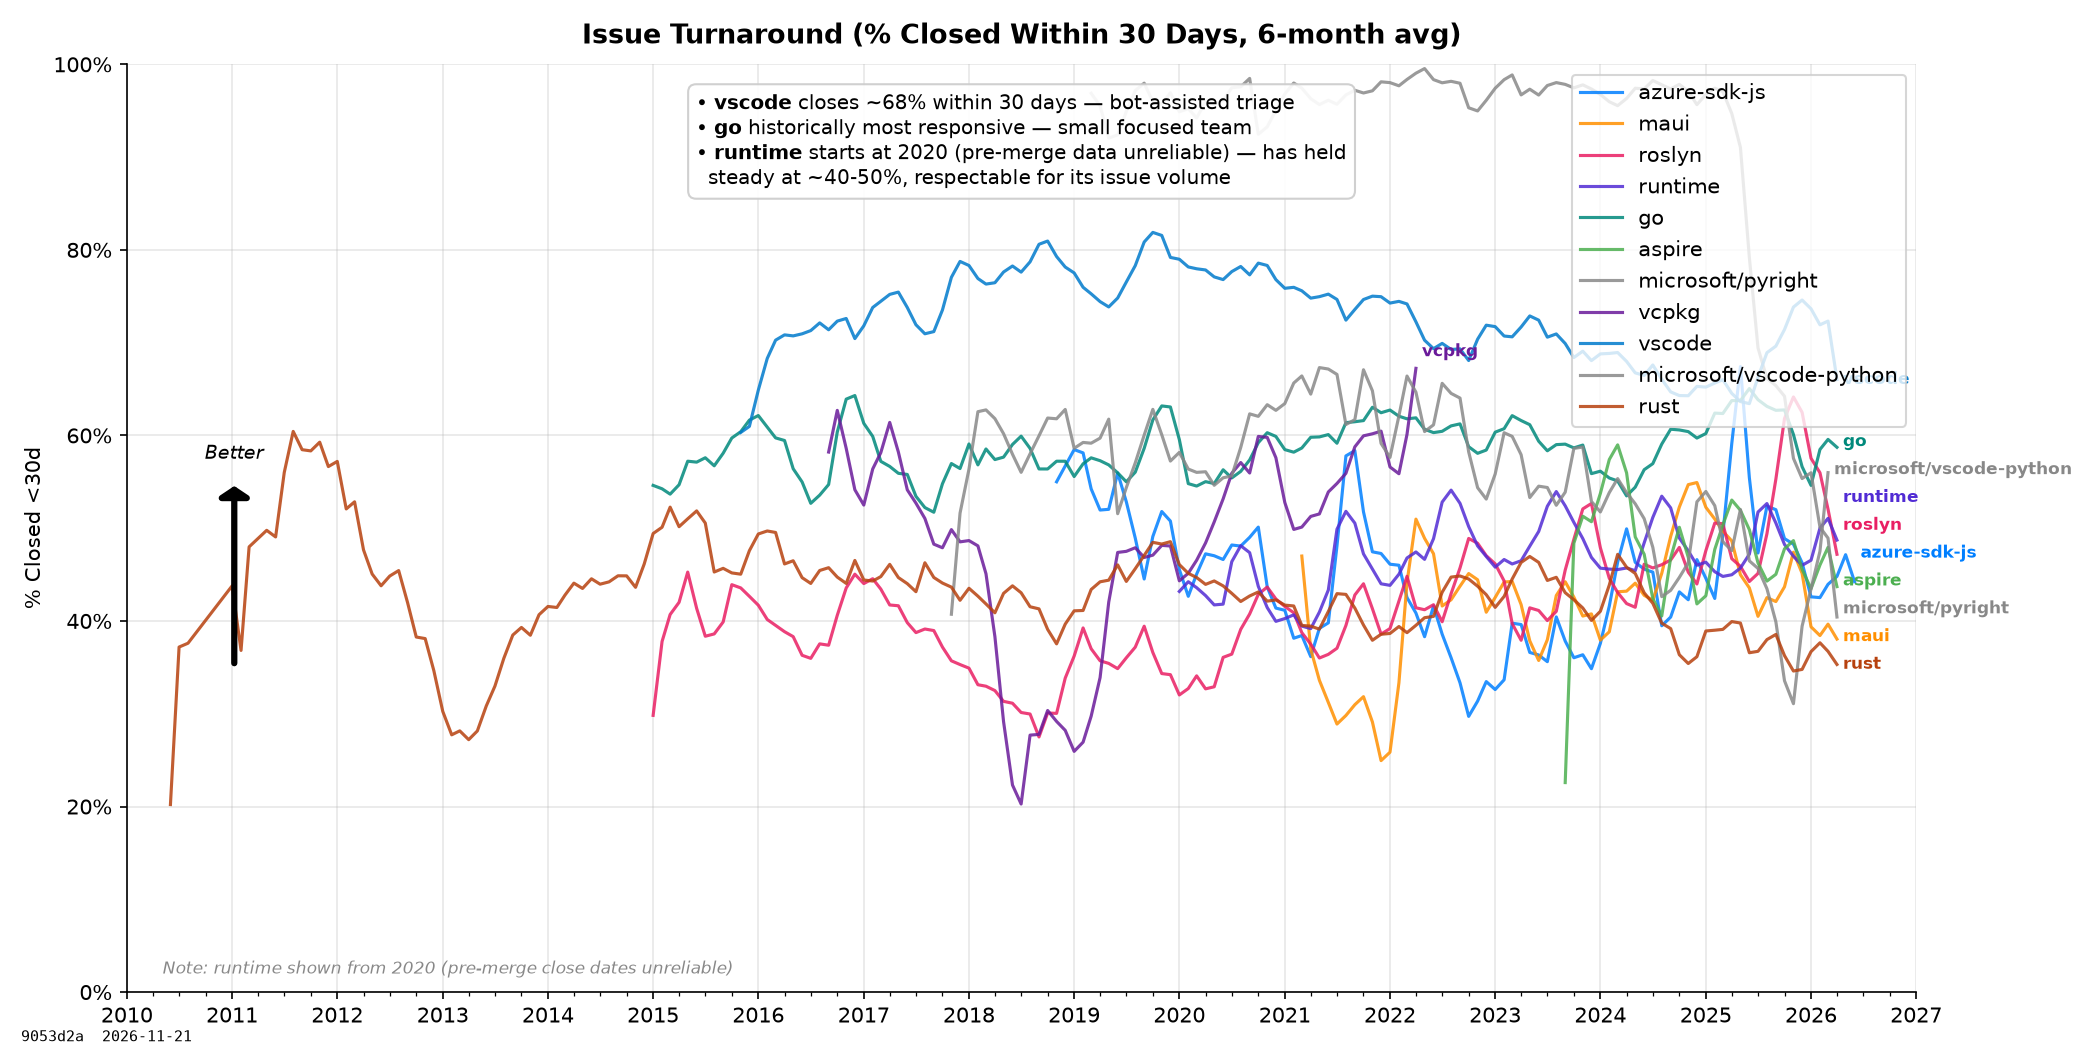 Issue Turnaround (% Closed Within 30 Days, 6-month avg)
100%
80%
60%
40%
20%
0%
% Closed <30d
• vscode closes ~68% within 30 days — bot-assisted triage
• go historically most responsive — small focused team
• runtime starts at 2020 (pre-merge data unreliable) — has held
steady at ~40-50%, respectable for its issue volume
azure-sdk-js
maui
roslyn
runtime
go
aspire
microsoft/pyright
vcpkg
vscode
microsoft/vscode-python
rust
Better
vcpkg
vscode
go
microsoft/vscode-python
runtime
roslyn
azure-sdk-js
aspire
microsoft/pyright
maui
rust
Note: runtime shown from 2020 (pre-merge close dates unreliable)
2010 2011 2012 2013 2014 2015 2016 2017 2018 2019 2020 2021 2022 2023 2024 2025 2026 2027
9053d2a 2026-11-21